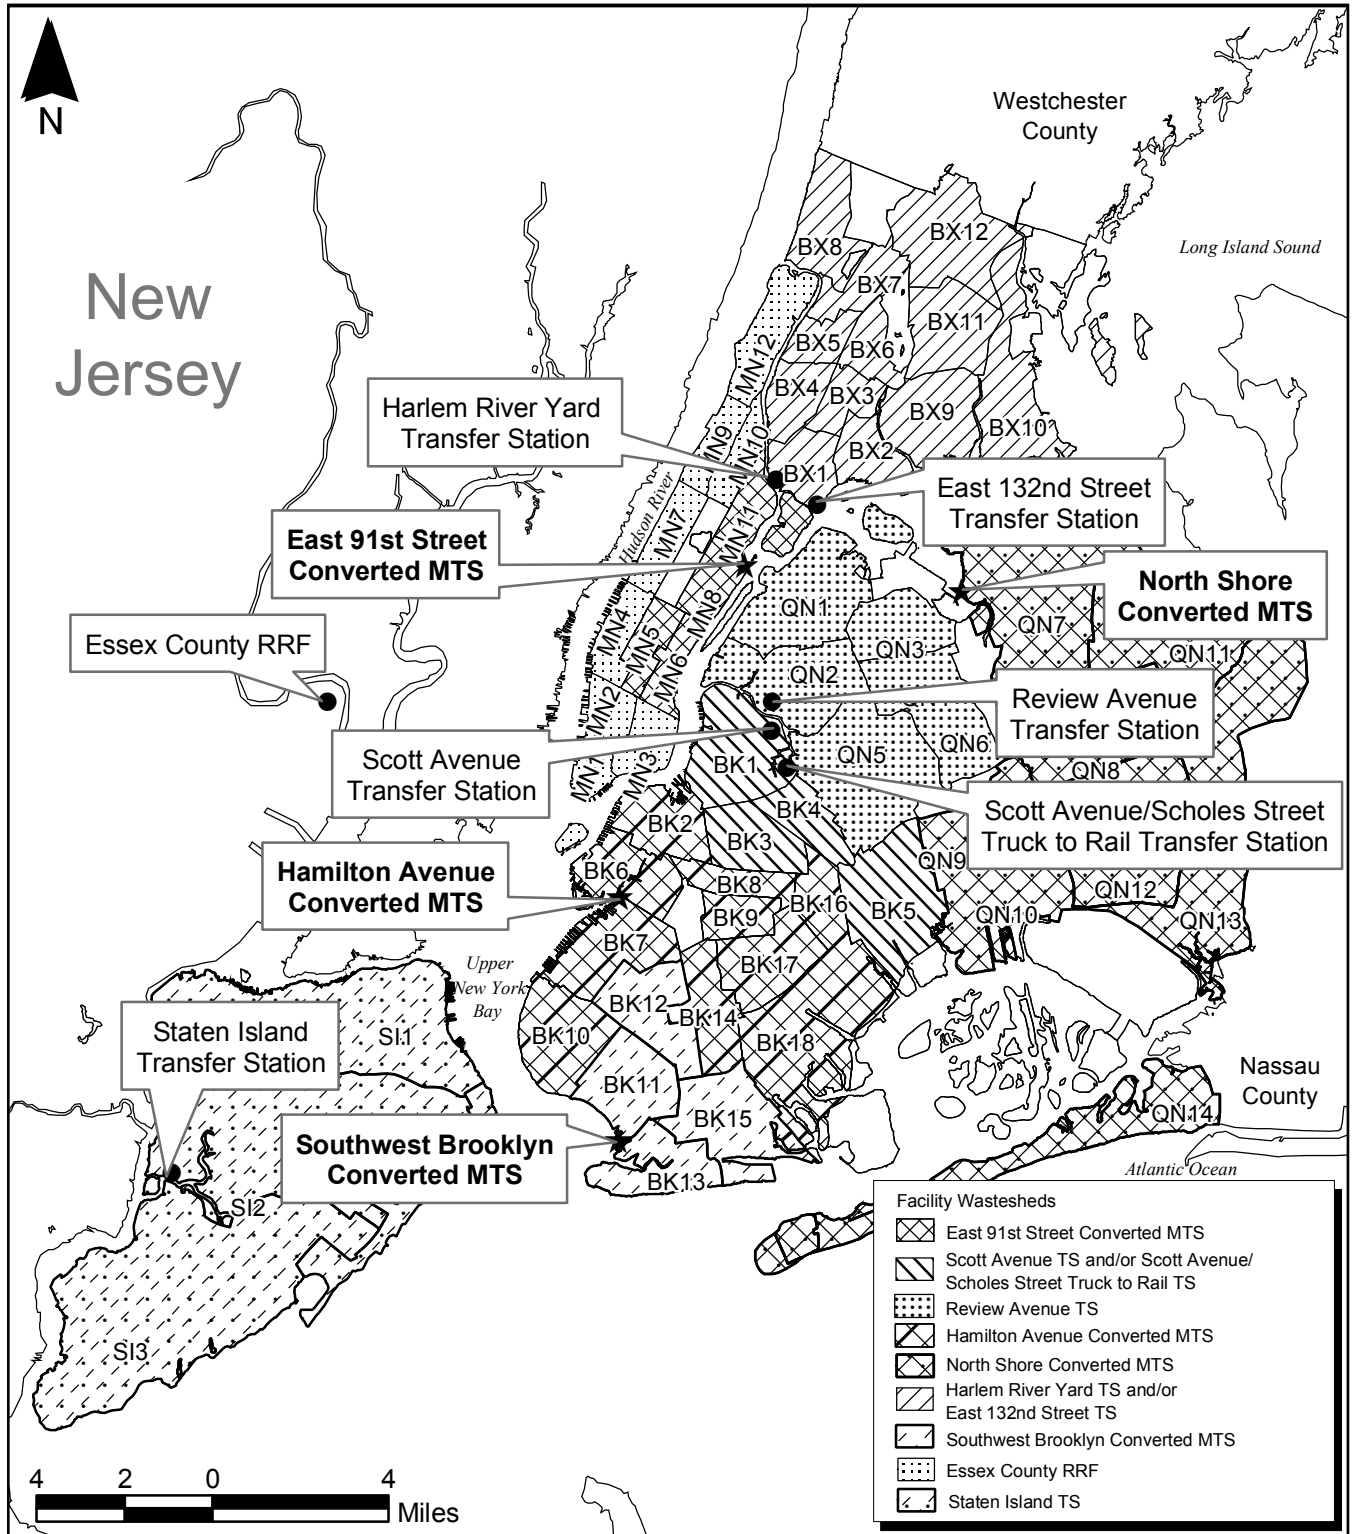 N
Westchester
County
Long Island Sound
New
Jersey
BX8
BX12
BX7
BX11
BX5
BX6
MN12
BX4
BX3
BX9
BX10
Harlem River Yard
Transfer Station
MN9
MN10
BX2
BX1
East 132nd Street
Transfer Station
Hudson River
MN7
MN11
East 91st Street
Converted MTS
North Shore
Converted MTS
MN8
QN1
QN7
MN4
MN5
QN3
QN11
Essex County RRF
MN6
QN2
Review Avenue
Transfer Station
MN2
Scott Avenue
Transfer Station
MN1
MN3
BK1
QN5
QN6
QN8
Scott Avenue/Scholes Street
Truck to Rail Transfer Station
BK4
BK2
BK3
QN9
Hamilton Avenue
Converted MTS
BK6
BK8
BK16
BK9
BK5
QN12
QN10
QN13
BK7
BK17
Upper
New York
Bay
BK12
BK14
BK10
BK18
Staten Island
Transfer Station
SI1
BK11
BK15
Nassau
County
QN14
Southwest Brooklyn
Converted MTS
BK13
Atlantic Ocean
SI2
SI3
Facility Wastesheds
East 91st Street Converted MTS
Scott Avenue TS and/or Scott Avenue/
Scholes Street Truck to Rail TS
Review Avenue TS
Hamilton Avenue Converted MTS
North Shore Converted MTS
Harlem River Yard TS and/or
East 132nd Street TS
Southwest Brooklyn Converted MTS
Essex County RRF
Staten Island TS
4 2 0 4
Miles